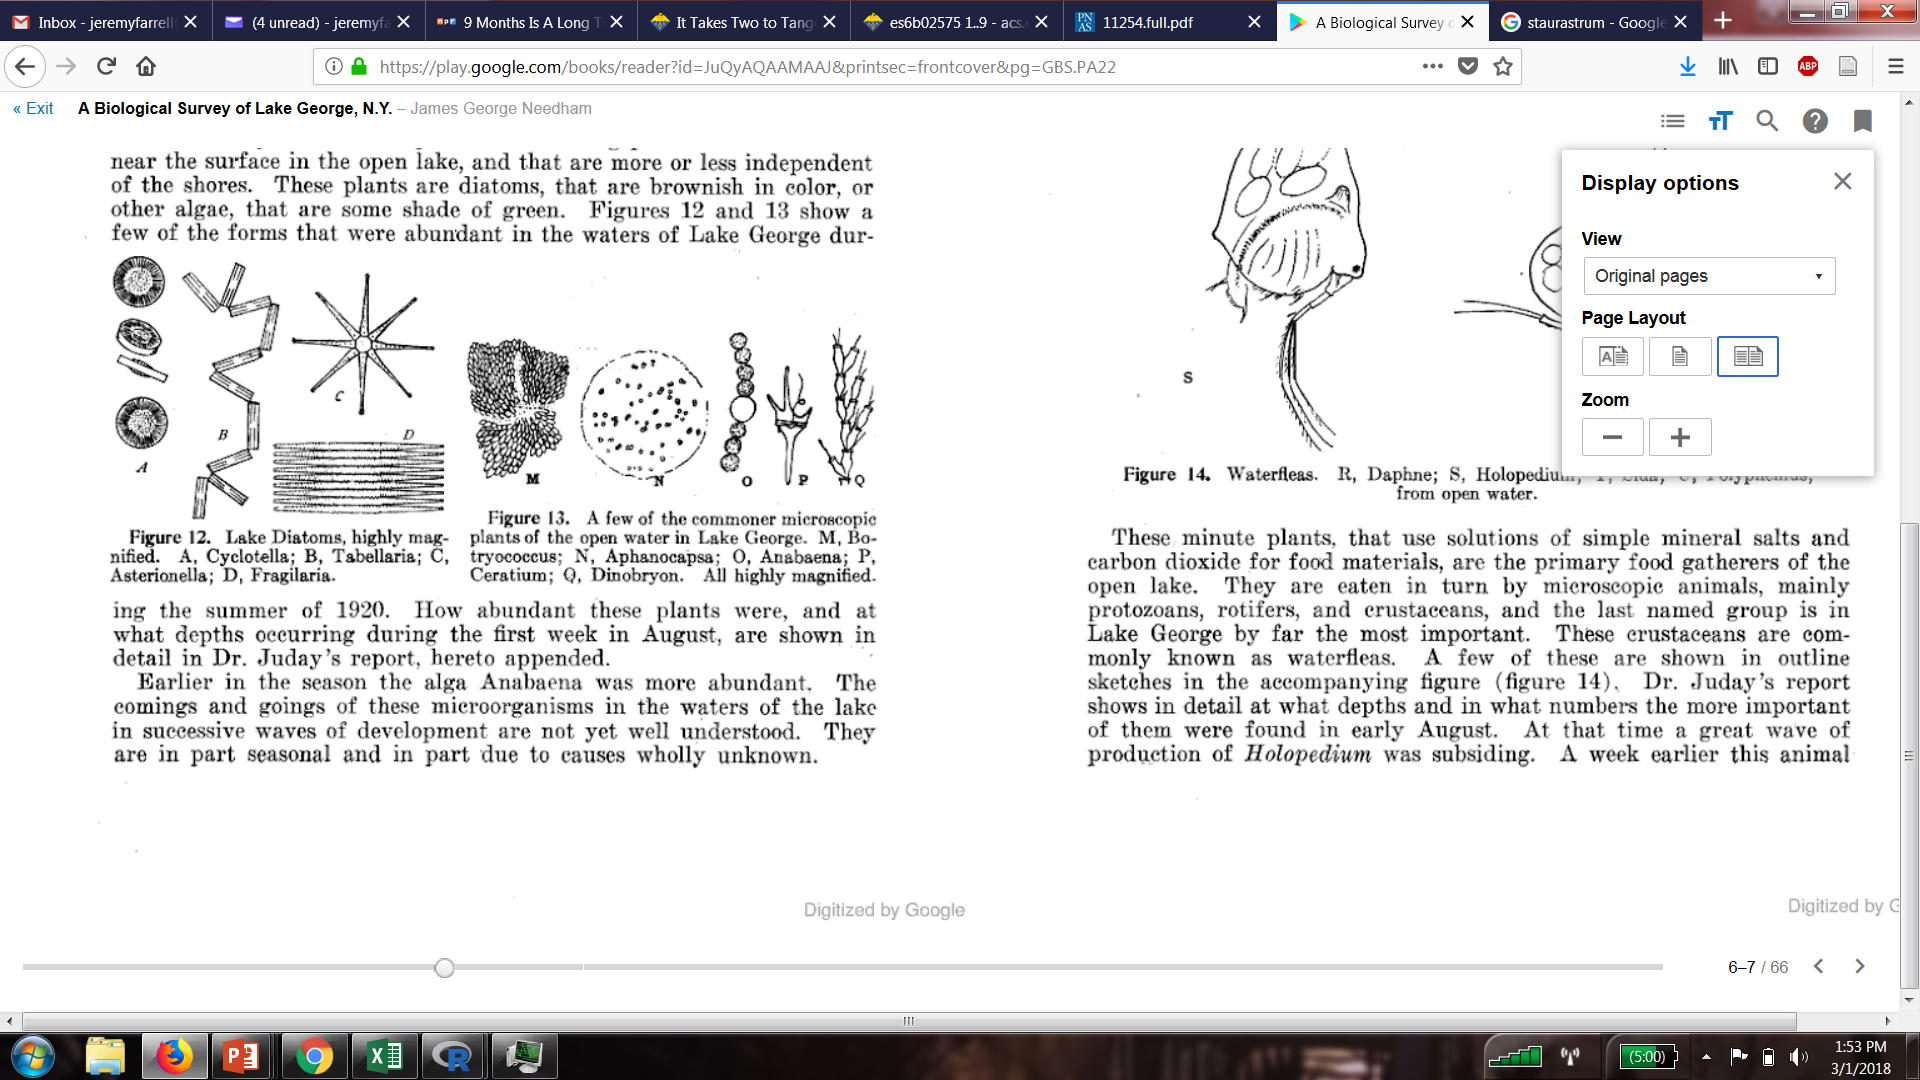 Inbox - jeremyfarrell
(4 unread) - jeremyfa
npr 9 Months Is A Long T
It Takes Two to Tang
es6b02575 1..9 - acs.
PNAS 11254.full.pdf
A Biological Survey o
staurastrum - Google
https://play.google.com/books/reader?id=JuQyAQAAMAAJ&printsec=frontcover&pg=GBS.PA22
ABP
« Exit A Biological Survey of Lake George, N.Y. – James George Needham
near the surface in the open lake, and that are more or less independent
of the shores. These plants are diatoms, that are brownish in color, or
other algae, that are some shade of green. Figures 12 and 13 show a
few of the forms that were abundant in the waters of Lake George dur-
A
B
C
D
M
N
O
P
Q
Figure 12. Lake Diatoms, highly mag-
nified. A, Cyclotella; B, Tabellaria; C,
Asterionella; D, Fragilaria.
Figure 13. A few of the commoner microscopic
plants of the open water in Lake George. M, Bo-
tryococcus; N, Aphanocapsa; O, Anabaena; P,
Ceratium; Q, Dinobryon. All highly magnified.
ing the summer of 1920. How abundant these plants were, and at
what depths occurring during the first week in August, are shown in
detail in Dr. Juday's report, hereto appended.
Earlier in the season the alga Anabaena was more abundant. The
comings and goings of these microorganisms in the waters of the lake
in successive waves of development are not yet well understood. They
are in part seasonal and in part due to causes wholly unknown.
Digitized by Google
S
Figure 14. Waterfleas. R, Daphne; S, Holopedium;
from open water.
These minute plants, that use solutions of simple mineral salts and
carbon dioxide for food materials, are the primary food gatherers of the
open lake. They are eaten in turn by microscopic animals, mainly
protozoans, rotifers, and crustaceans, and the last named group is in
Lake George by far the most important. These crustaceans are com-
monly known as waterfleas. A few of these are shown in outline
sketches in the accompanying figure (figure 14). Dr. Juday's report
shows in detail at what depths and in what numbers the more important
of them were found in early August. At that time a great wave of
production of Holopedium was subsiding. A week earlier this animal
Digitized by G
Display options
View
Original pages
Page Layout
A
Zoom
6–7 / 66
(5:00)
1:53 PM
3/1/2018